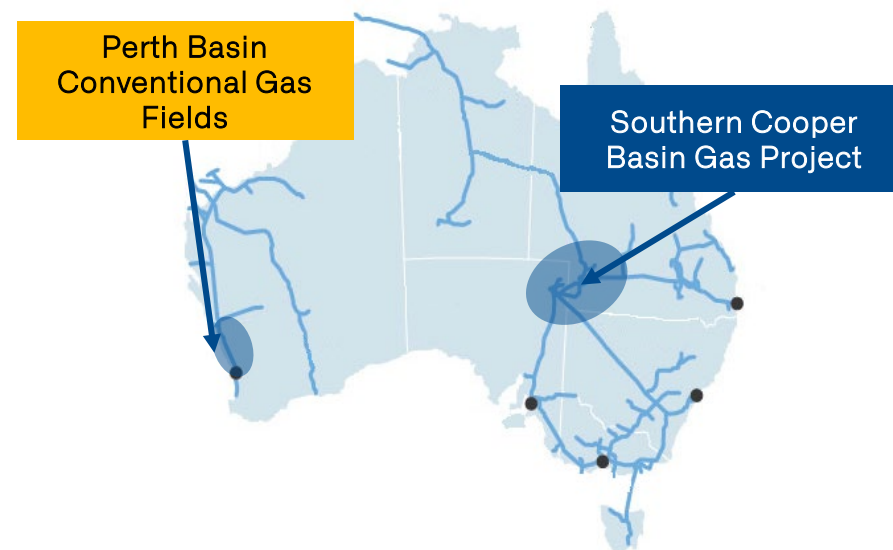 Perth Basin
Conventional Gas
Fields
Southern Cooper
Basin Gas Project